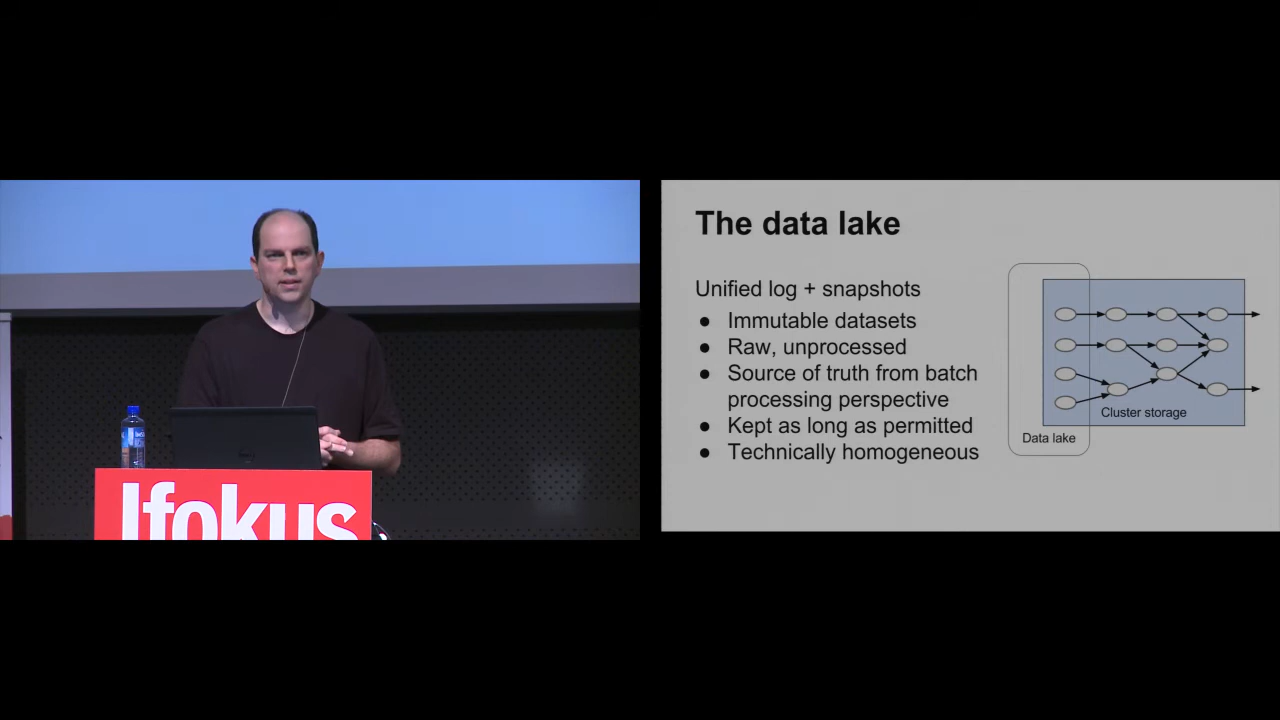 The data lake
Unified log + snapshots
● Immutable datasets
● Raw, unprocessed
● Source of truth from batch
processing perspective
● Kept as long as permitted
● Technically homogeneous
Cluster storage
Data lake
Jfokus